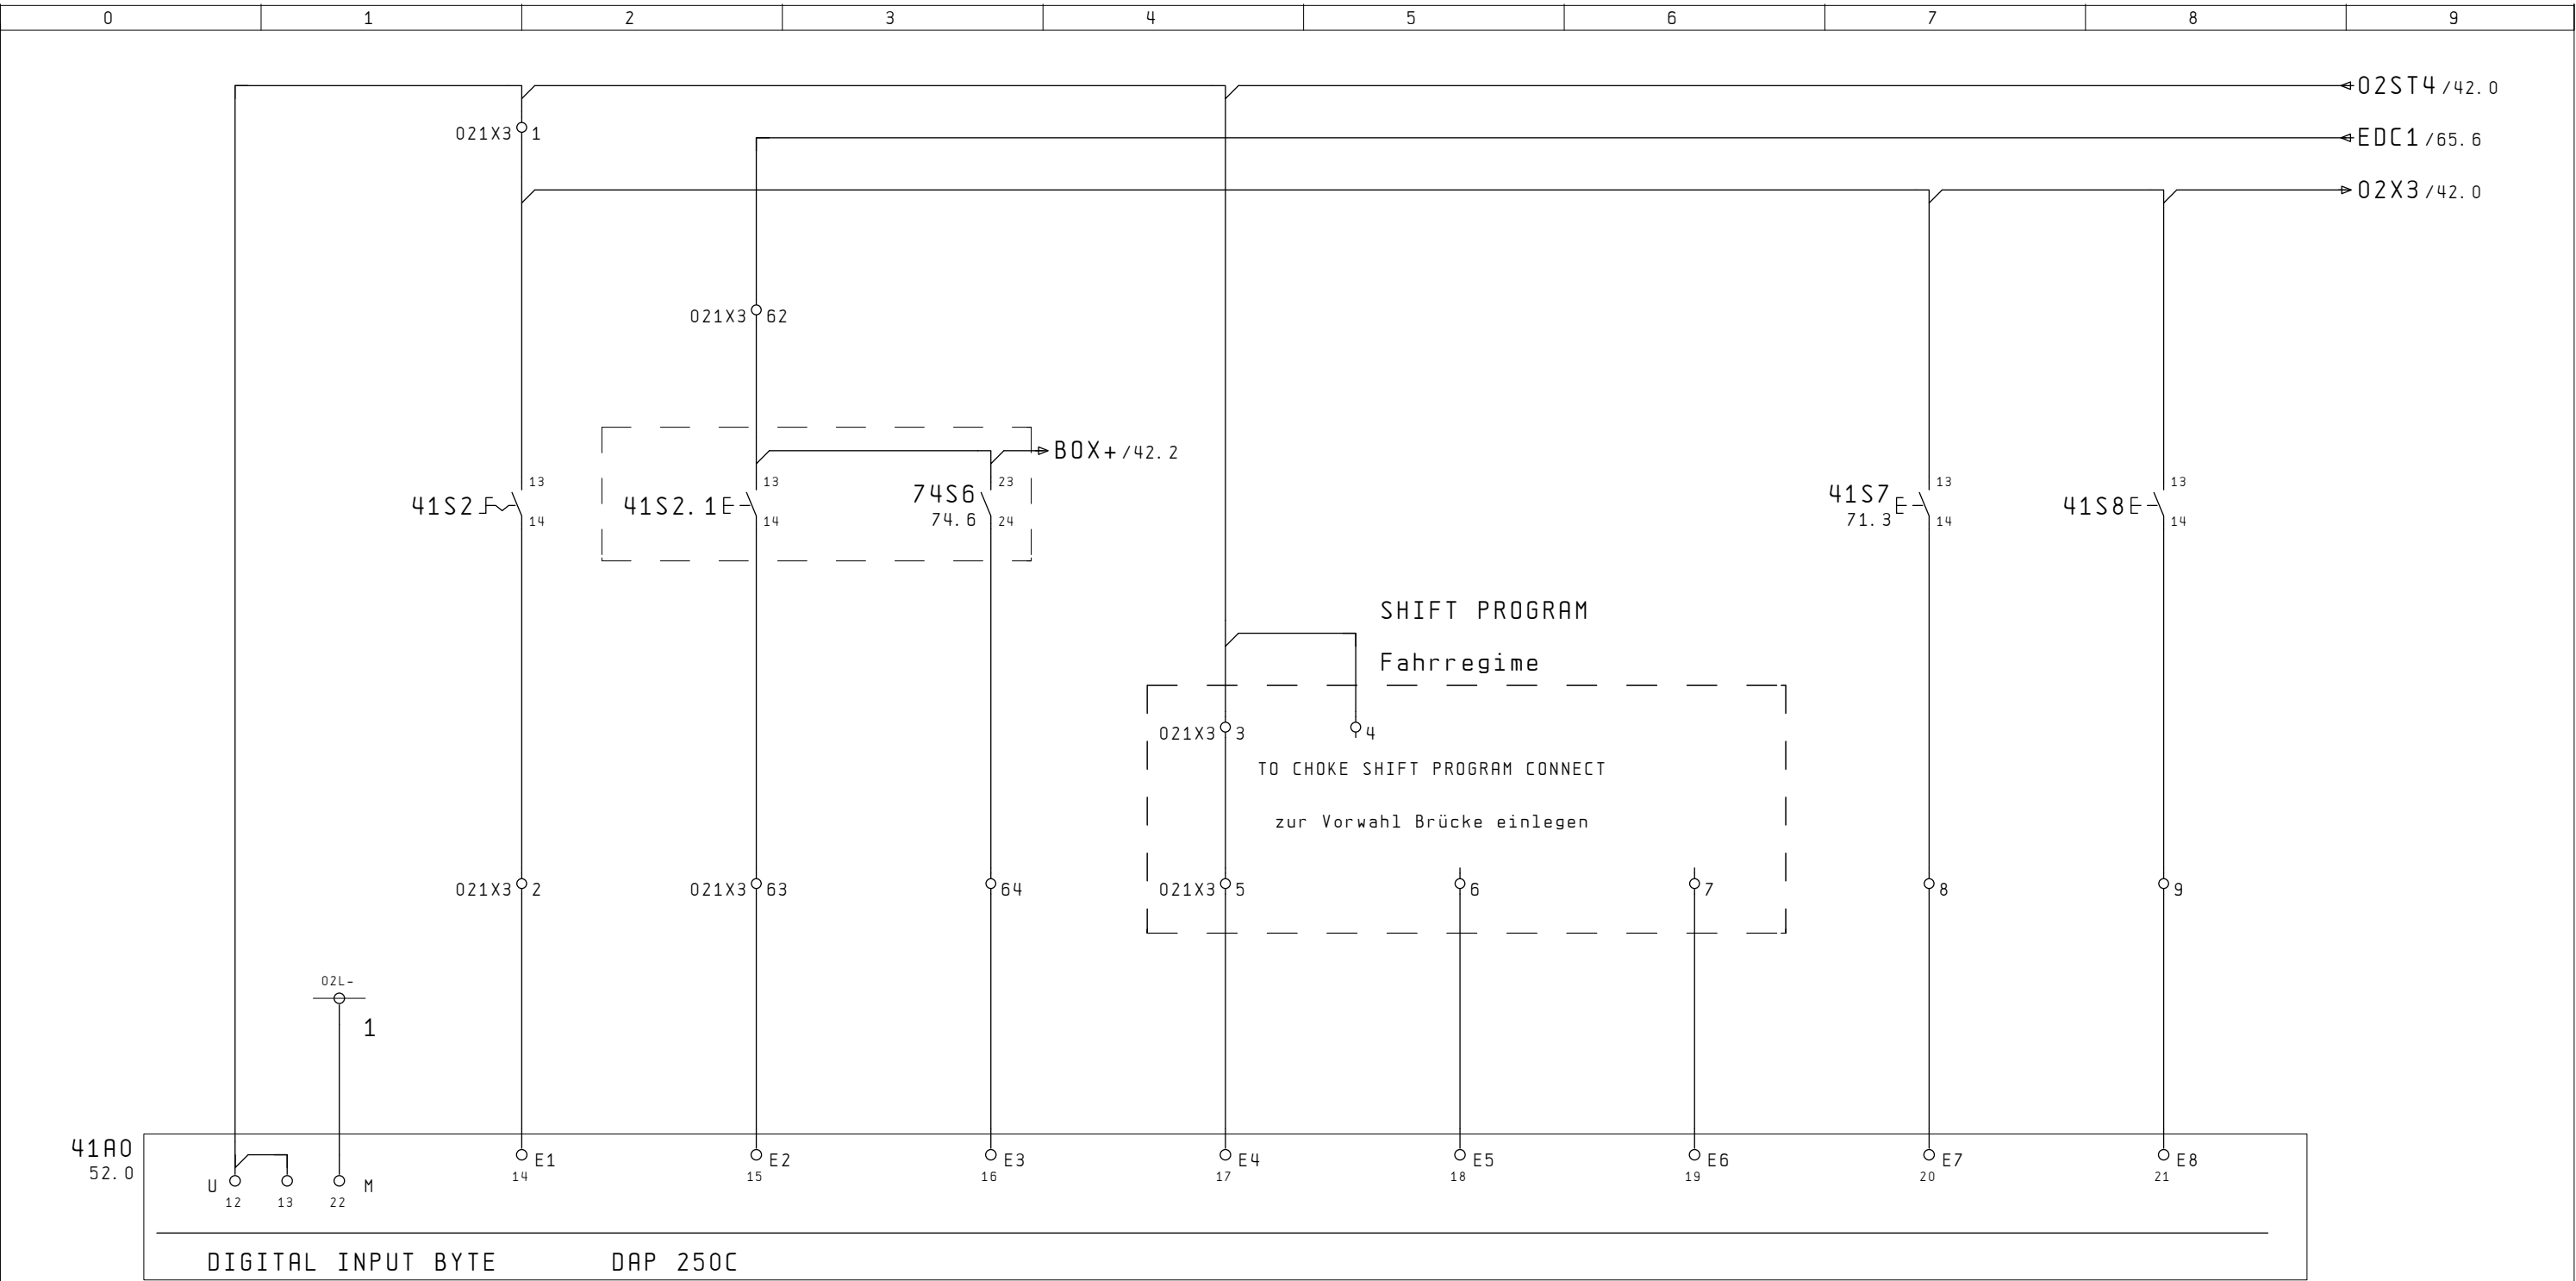 0 1 2 3 4 5 6 7 8 9
02ST4 /42.0
021X3 1
EDC1 /65.6
02X3 /42.0
021X3 62
BOX+ /42.2
13 13 23 13 13
41S2 41S2.1 74S6 41S7 41S8
74.6 71.3
14 14 24 14 14
SHIFT PROGRAM
Fahrregime
021X3 3 4
TO CHOKE SHIFT PROGRAM CONNECT
zur Vorwahl Brücke einlegen
021X3 2 021X3 63 64 021X3 5 6 7 8 9
02L-
1
41A0
52.0
E1 E2 E3 E4 E5 E6 E7 E8
14 15 16 17 18 19 20 21
U M
12 13 22
DIGITAL INPUT BYTE DAP 250C